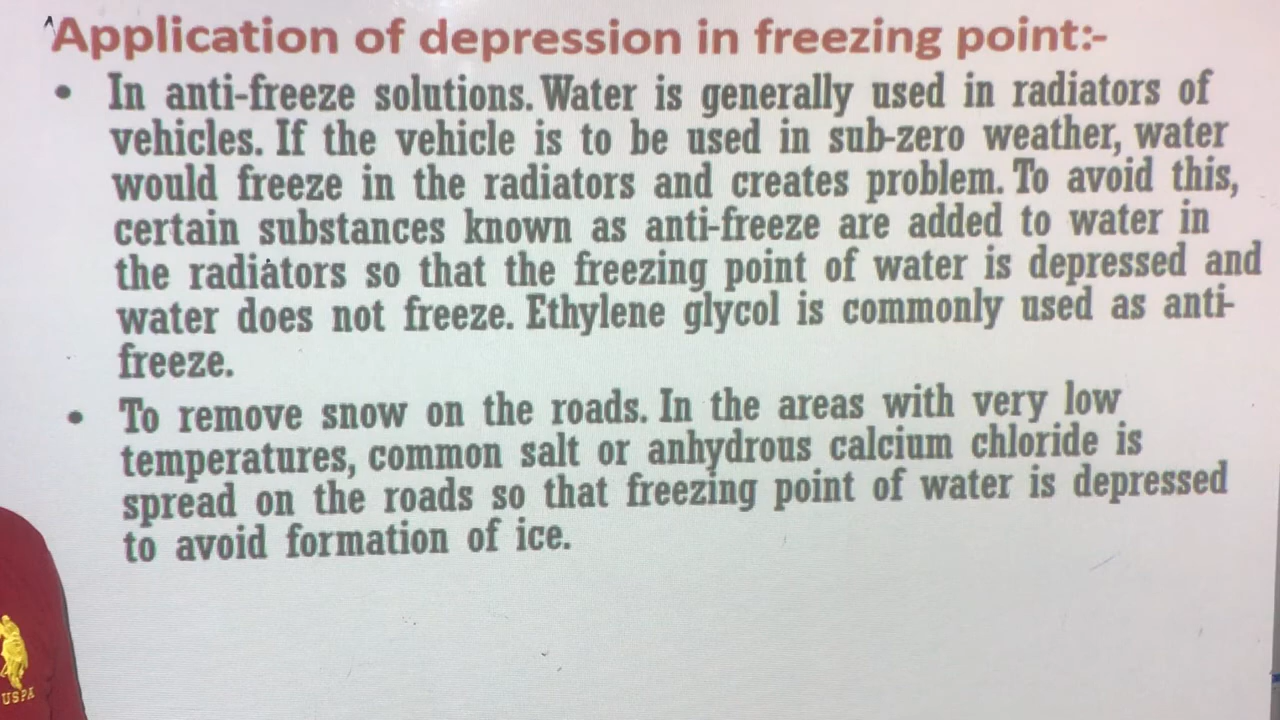 Application of depression in freezing point:-
• In anti-freeze solutions. Water is generally used in radiators of
vehicles. If the vehicle is to be used in sub-zero weather, water
would freeze in the radiators and creates problem. To avoid this,
certain substances known as anti-freeze are added to water in
the radiators so that the freezing point of water is depressed and
water does not freeze. Ethylene glycol is commonly used as anti-
freeze.
• To remove snow on the roads. In the areas with very low
temperatures, common salt or anhydrous calcium chloride is
spread on the roads so that freezing point of water is depressed
to avoid formation of ice.
USPA